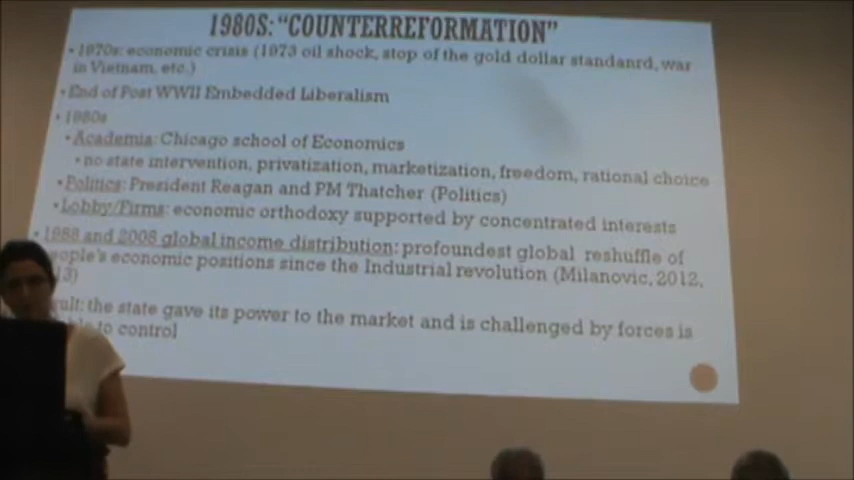 1980S: "COUNTERREFORMATION"
• 1970s: economic crisis (1973 oil shock, stop of the gold dollar standanrd, war
in Vietnam, etc.)
• End of Post WWII Embedded Liberalism
• 1980s
• Academia: Chicago school of Economics
• no state intervention, privatization, marketization, freedom, rational choice
• Politics: President Reagan and PM Thatcher (Politics)
• Lobby/Firms: economic orthodoxy supported by concentrated interests
• 1988 and 2008 global income distribution: profoundest global reshuffle of
people's economic positions since the Industrial revolution (Milanovic, 2012,
13)
the state gave its power to the market and is challenged by forces is
to control